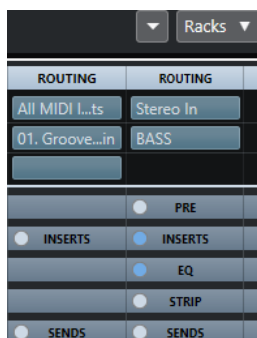 Racks
ROUTING ROUTING
All MIDI I...ts Stereo In
01. Groove...in BASS
PRE
INSERTS INSERTS
EQ
STRIP
SENDS SENDS